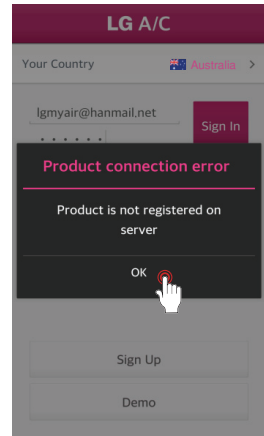 LG A/C
Your Country Australia >
lgmyair@hanmail.net
Sign In
••••••
Product connection error
Product is not registered on
server
OK
Sign Up
Demo